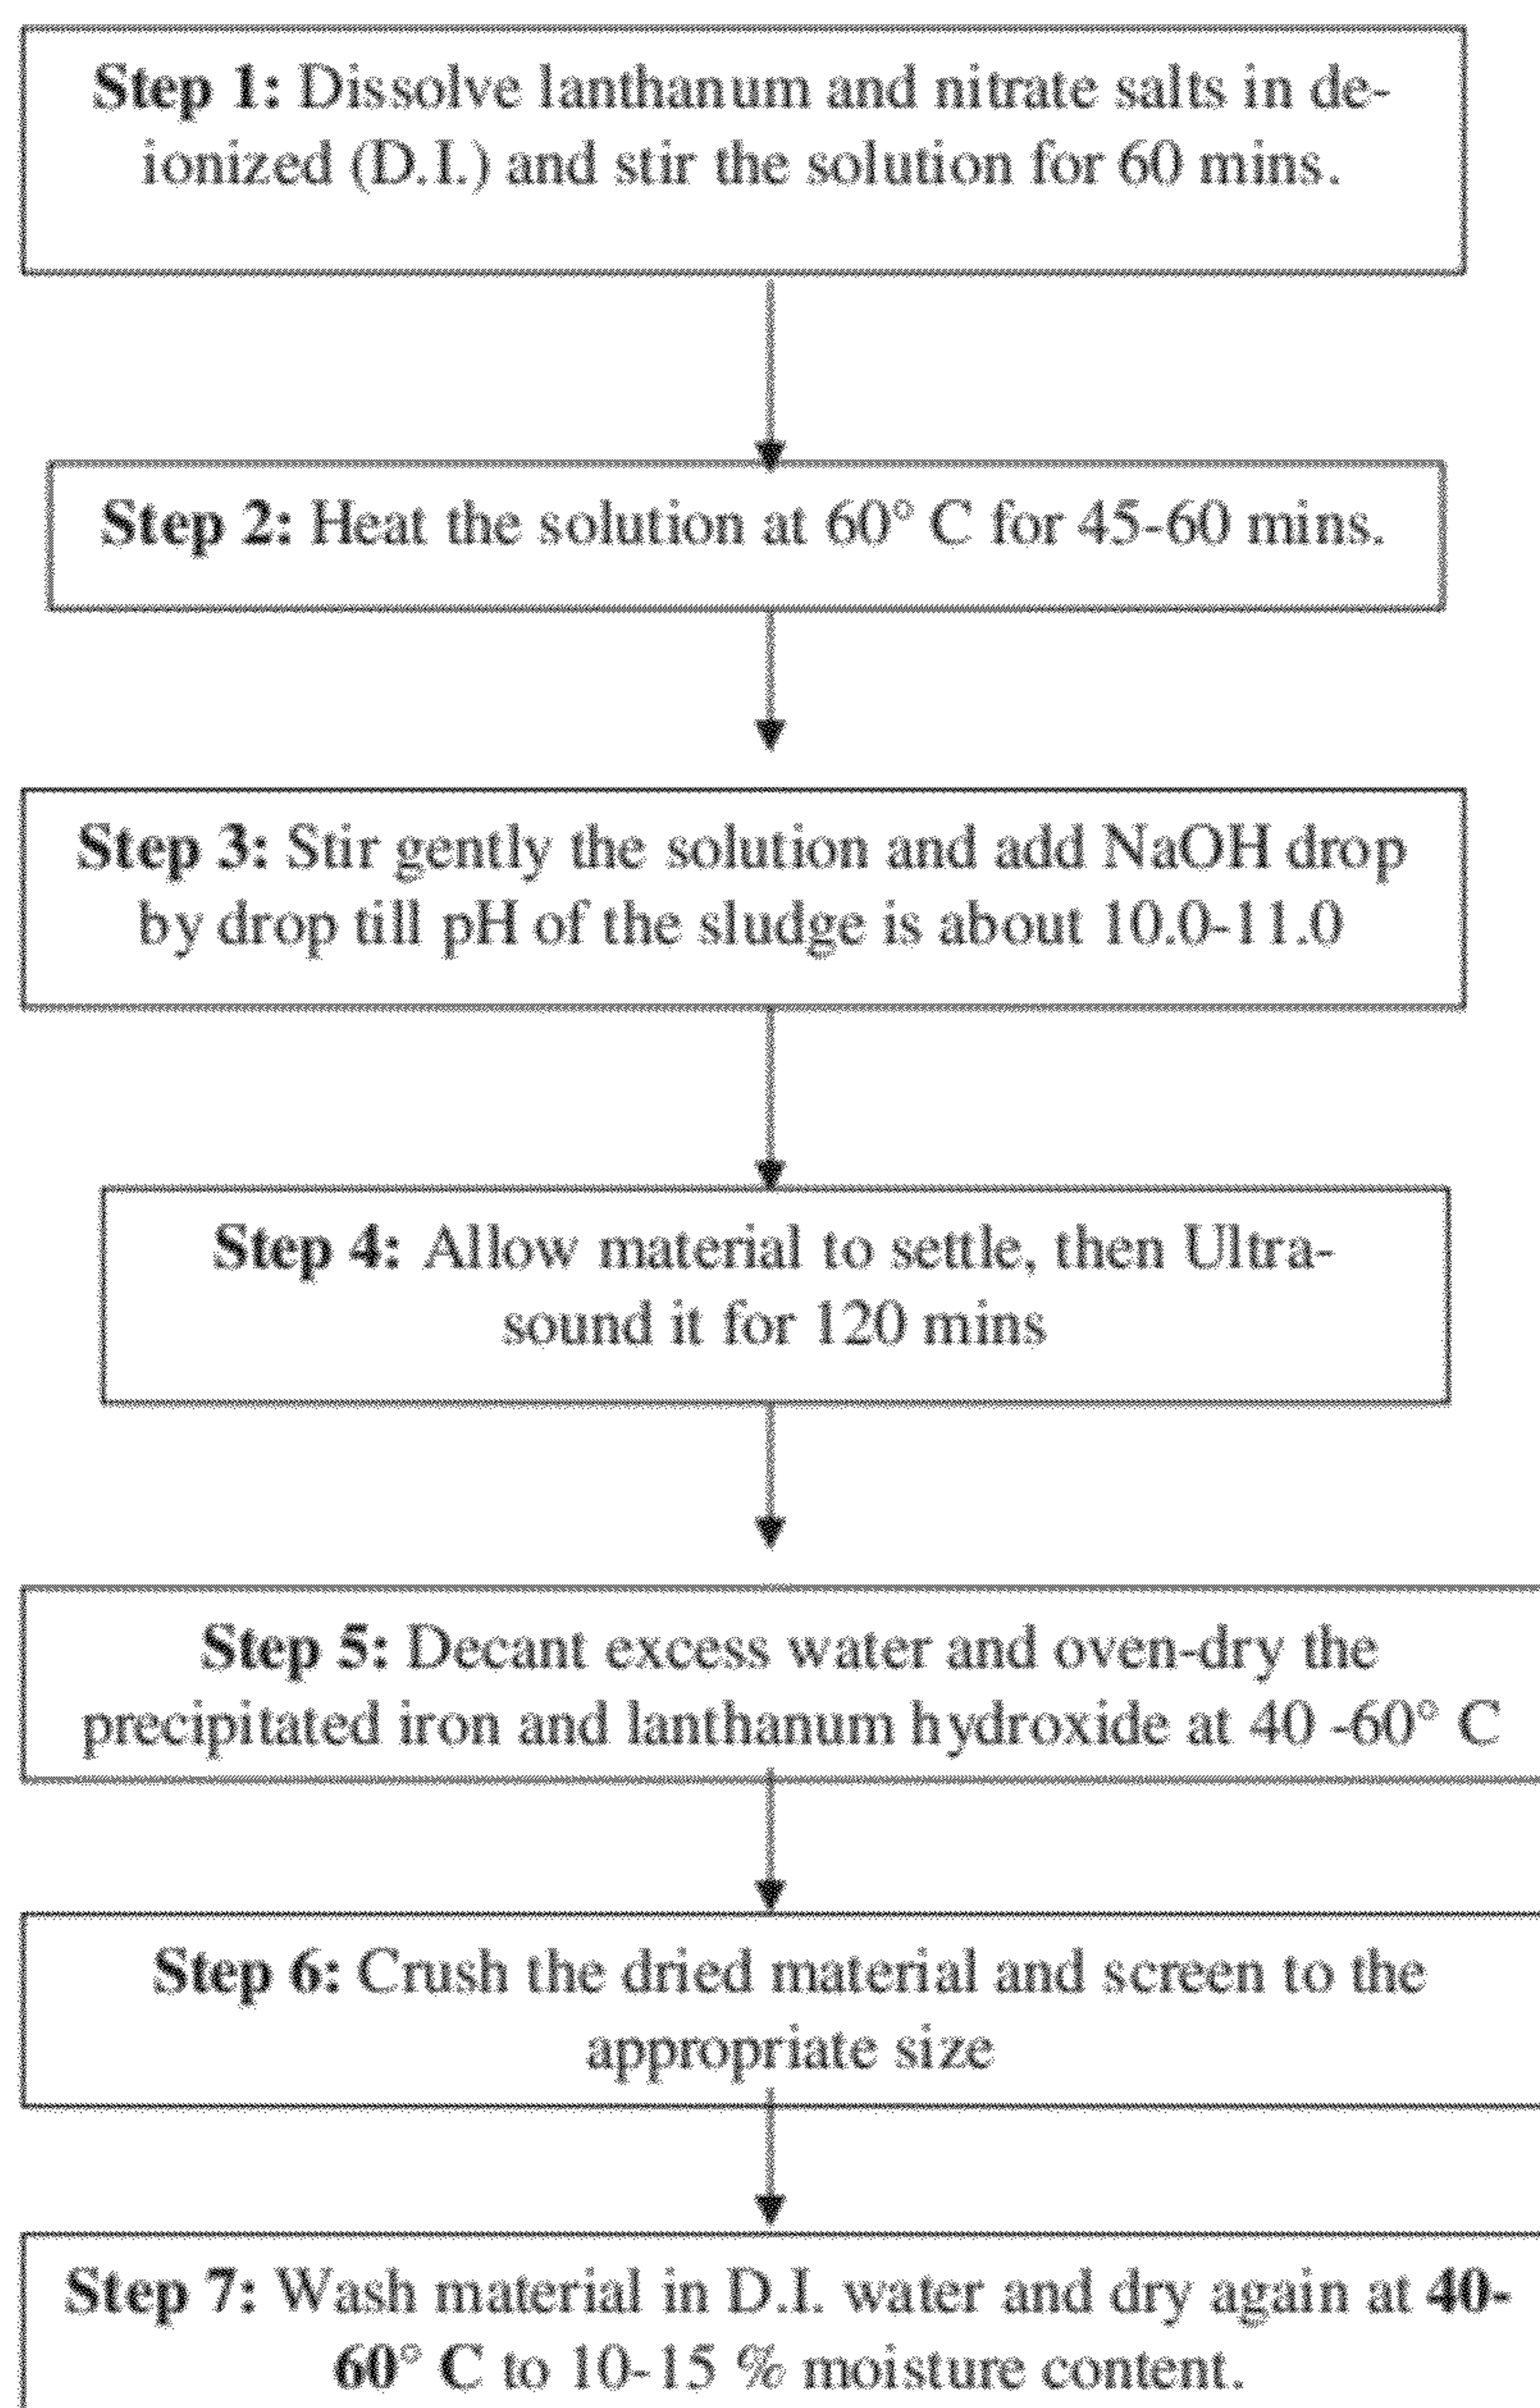 Step 1: Dissolve lanthanum and nitrate salts in de-
ionized (D.I.) and stir the solution for 60 mins.
Step 2: Heat the solution at 60° C for 45-60 mins.
Step 3: Stir gently the solution and add NaOH drop
by drop till pH of the sludge is about 10.0-11.0
Step 4: Allow material to settle, then Ultra-
sound it for 120 mins
Step 5: Decant excess water and oven-dry the
precipitated iron and lanthanum hydroxide at 40 -60° C
Step 6: Crush the dried material and screen to the
appropriate size
Step 7: Wash material in D.I. water and dry again at 40-
60° C to 10-15 % moisture content.